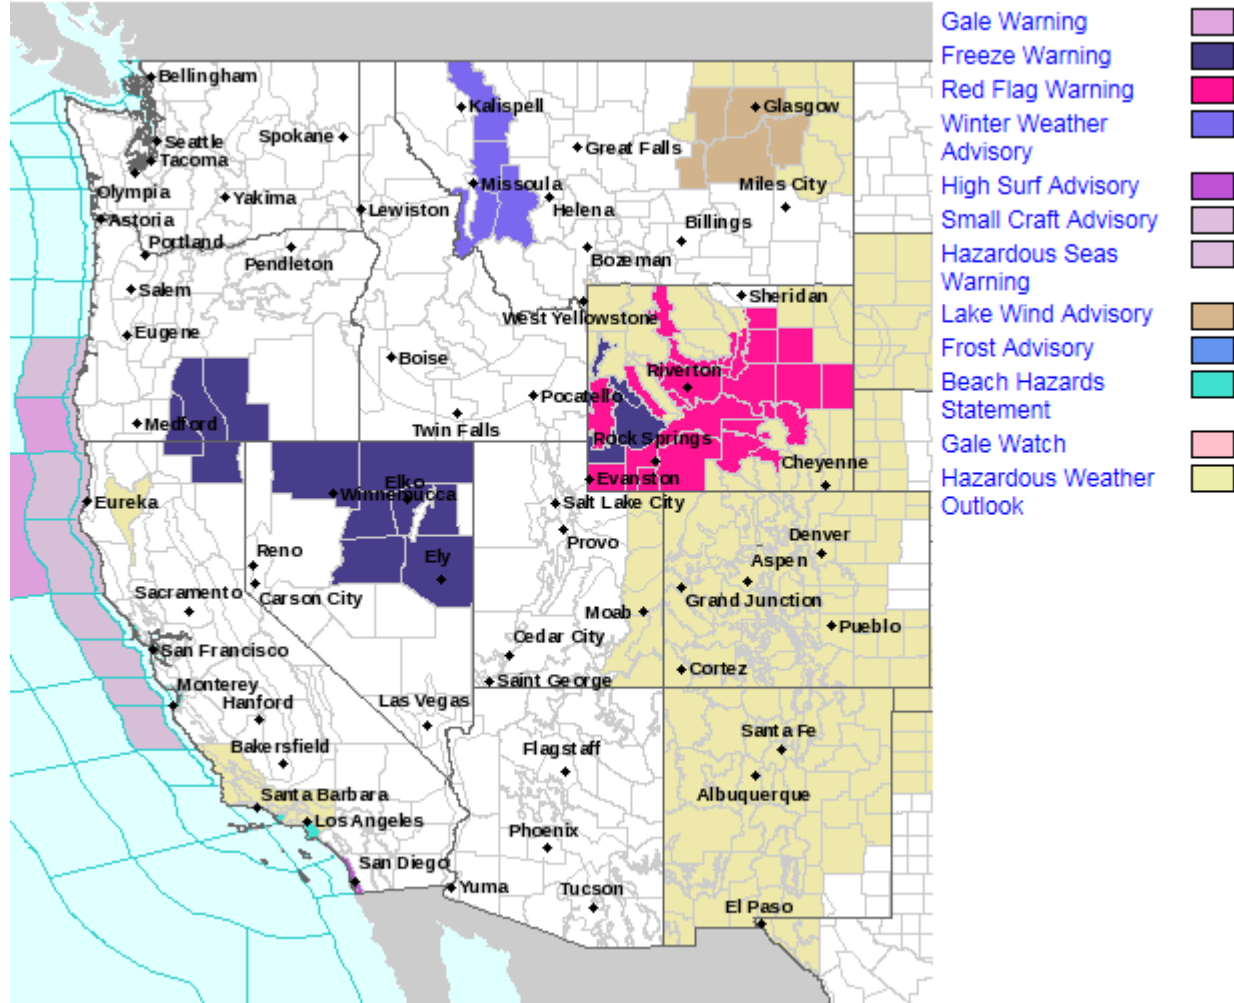 Bellingham
Kalispell
Glasgow
Seattle
Spokane
Great Falls
Tacoma
Missoula
Miles City
Olympia
Yakima
Helena
Astoria
Lewiston
Billings
Portland
Pendleton
Bozeman
Salem
Sheridan
West Yellowstone
Eugene
Boise
Riverton
Pocatello
Medford
Twin Falls
Rock Springs
Cheyenne
Elko
Evanston
Winnemucca
Eureka
Salt Lake City
Denver
Provo
Reno
Ely
Aspen
Sacramento
Carson City
Grand Junction
Moab
Pueblo
Cedar City
San Francisco
Cortez
Saint George
Monterey
Hanford
Las Vegas
Santa Fe
Bakersfield
Flagstaff
Santa Barbara
Albuquerque
Los Angeles
Phoenix
San Diego
Yuma
Tucson
El Paso
Gale Warning
Freeze Warning
Red Flag Warning
Winter Weather
Advisory
High Surf Advisory
Small Craft Advisory
Hazardous Seas
Warning
Lake Wind Advisory
Frost Advisory
Beach Hazards
Statement
Gale Watch
Hazardous Weather
Outlook